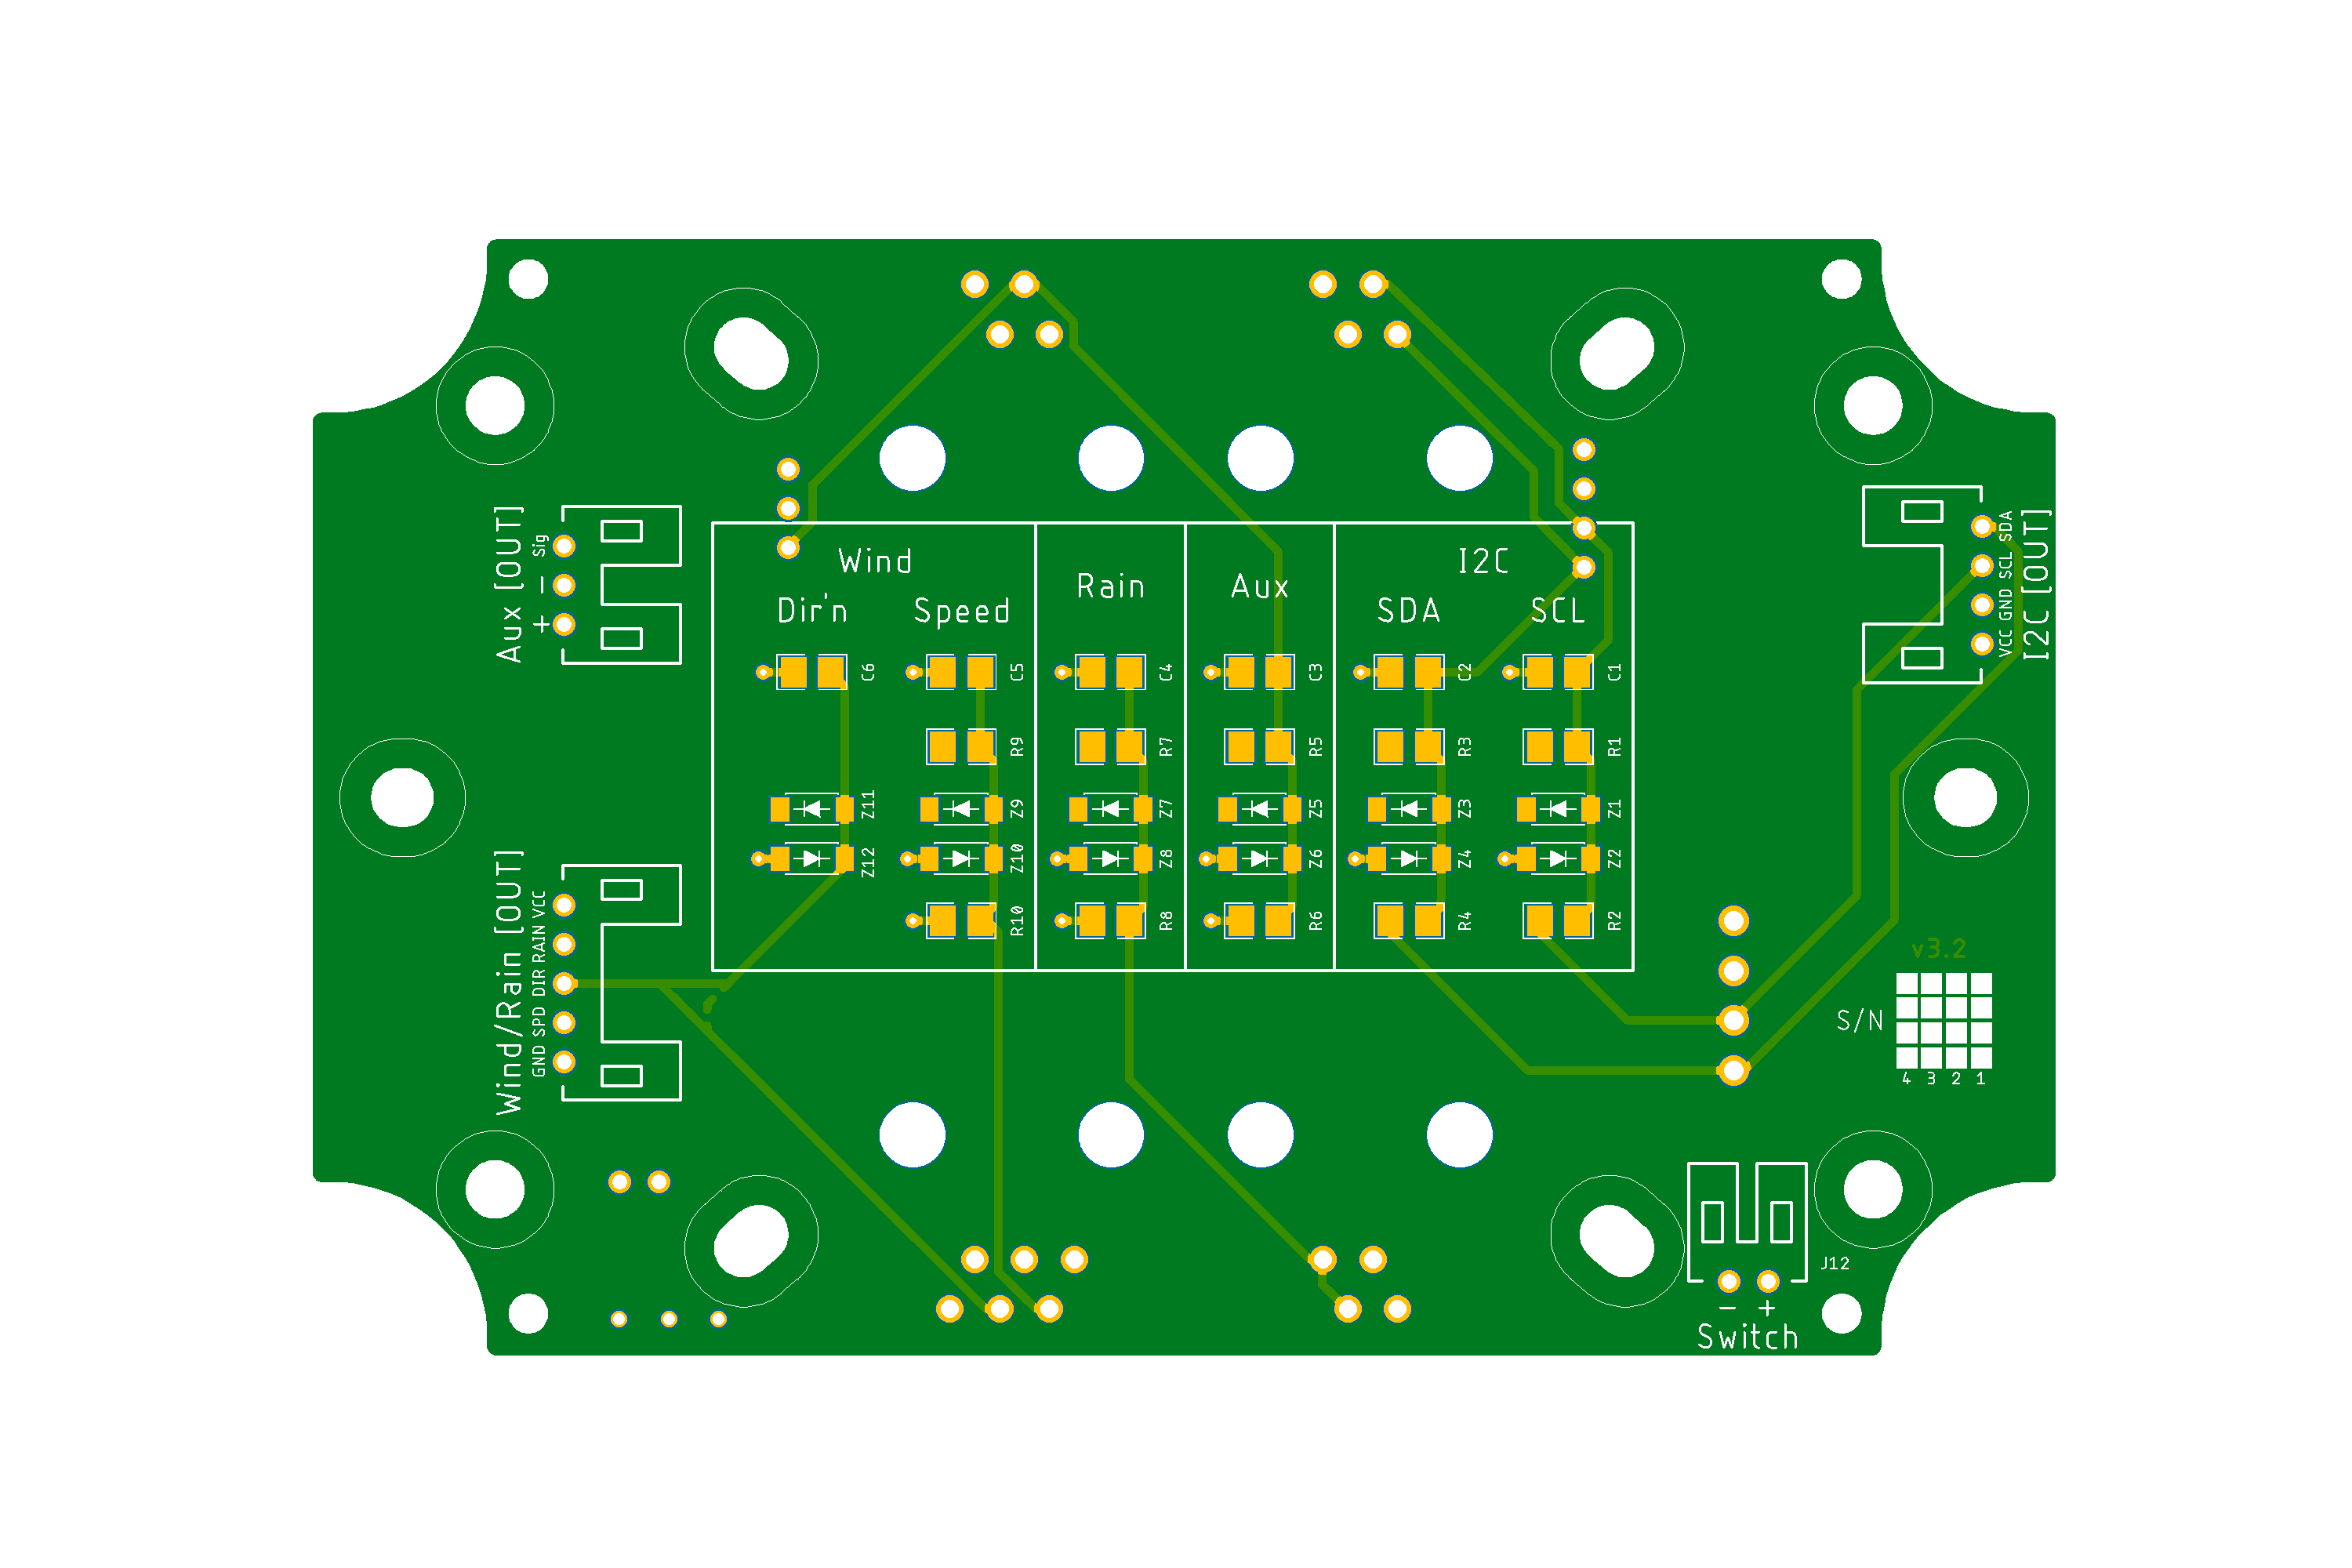 Aux [OUT]
Sig
-
+
Wind/Rain [OUT]
VCC
RAIN
DIR
SPD
GND
Wind
Dir'n
Speed
Rain
Aux
I2C
SDA
SCL
C6
C5
C4
C3
C2
C1
R9
R7
R5
R3
R1
Z11
Z9
Z7
Z5
Z3
Z1
Z12
Z10
Z8
Z6
Z4
Z2
R10
R8
R6
R4
R2
I2C [OUT]
SDA
SCL
GND
VCC
v3.2
S/N
4 3 2 1
J12
- +
Switch